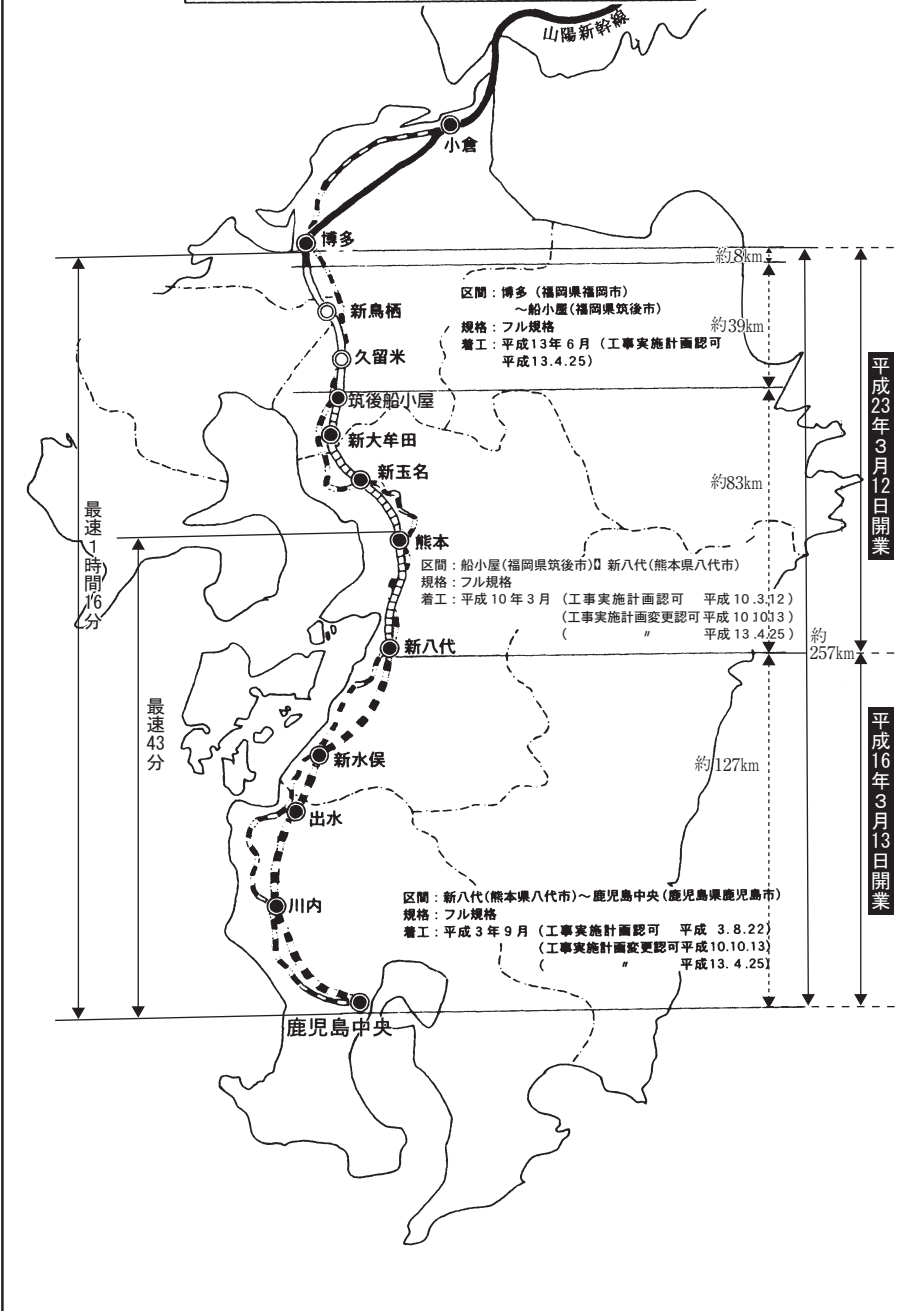 山陽新幹線
小倉
博多
約8km
新鳥栖
区間：博多（福岡県福岡市）
～船小屋（福岡県筑後市）
規格：フル規格
着工：平成13年６月（工事実施計画認可
平成13.4.25）
約39km
久留米
筑後船小屋
新大牟田
新玉名
約83km
平成23年３月12日開業
熊本
最速１時間16分
区間：船小屋（福岡県筑後市）【】新八代（熊本県八代市）
規格：フル規格
着工：平成10年３月（工事実施計画認可　平成10.3.12）
（工事実施計画変更認可平成10.10.13）
（　　　〃　　　平成13.4.25）
約
257km
新八代
最速43分
新水俣
約127km
平成16年３月13日開業
出水
川内
区間：新八代（熊本県八代市）～鹿児島中央（鹿児島県鹿児島市）
規格：フル規格
着工：平成３年９月（工事実施計画認可　平成 3.8.22）
（工事実施計画変更認可平成10.10.13）
（　　　〃　　　平成13.4.25）
鹿児島中央